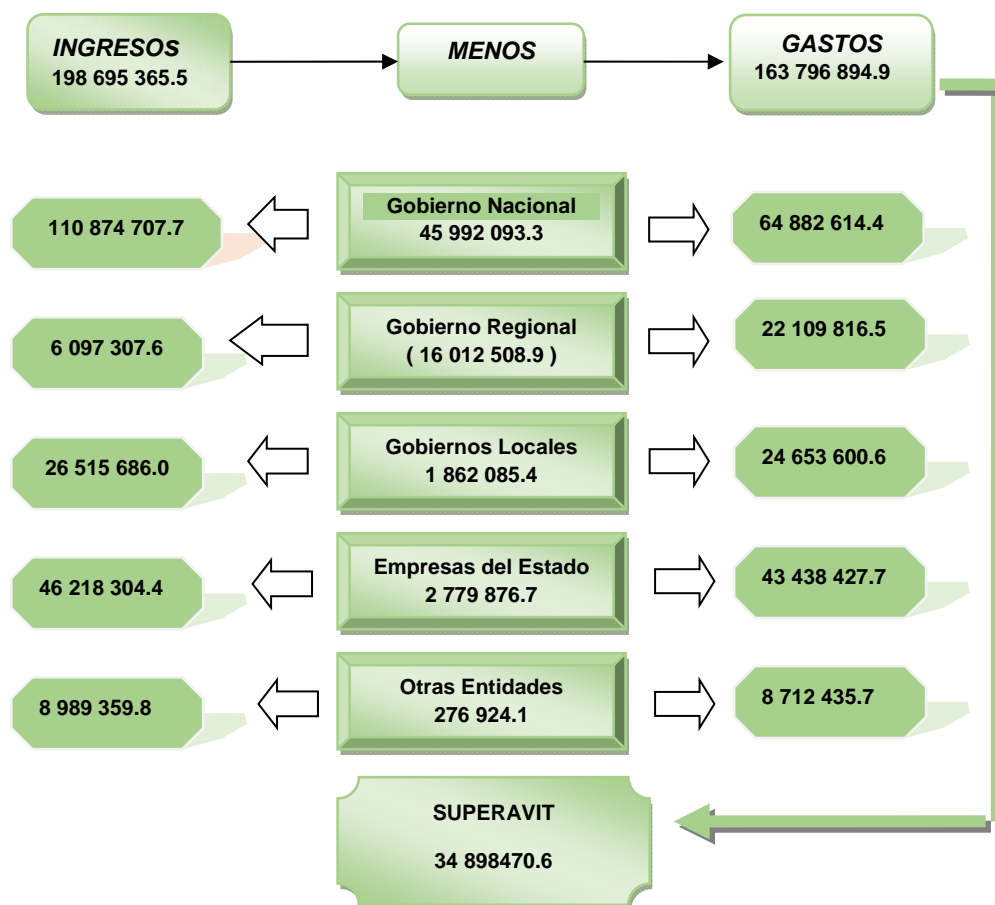 INGRESOS
198 695 365.5
MENOS
GASTOS
163 796 894.9
110 874 707.7
Gobierno Nacional
45 992 093.3
64 882 614.4
6 097 307.6
Gobierno Regional
( 16 012 508.9 )
22 109 816.5
26 515 686.0
Gobiernos Locales
1 862 085.4
24 653 600.6
46 218 304.4
Empresas del Estado
2 779 876.7
43 438 427.7
8 989 359.8
Otras Entidades
276 924.1
8 712 435.7
SUPERAVIT
34 898470.6